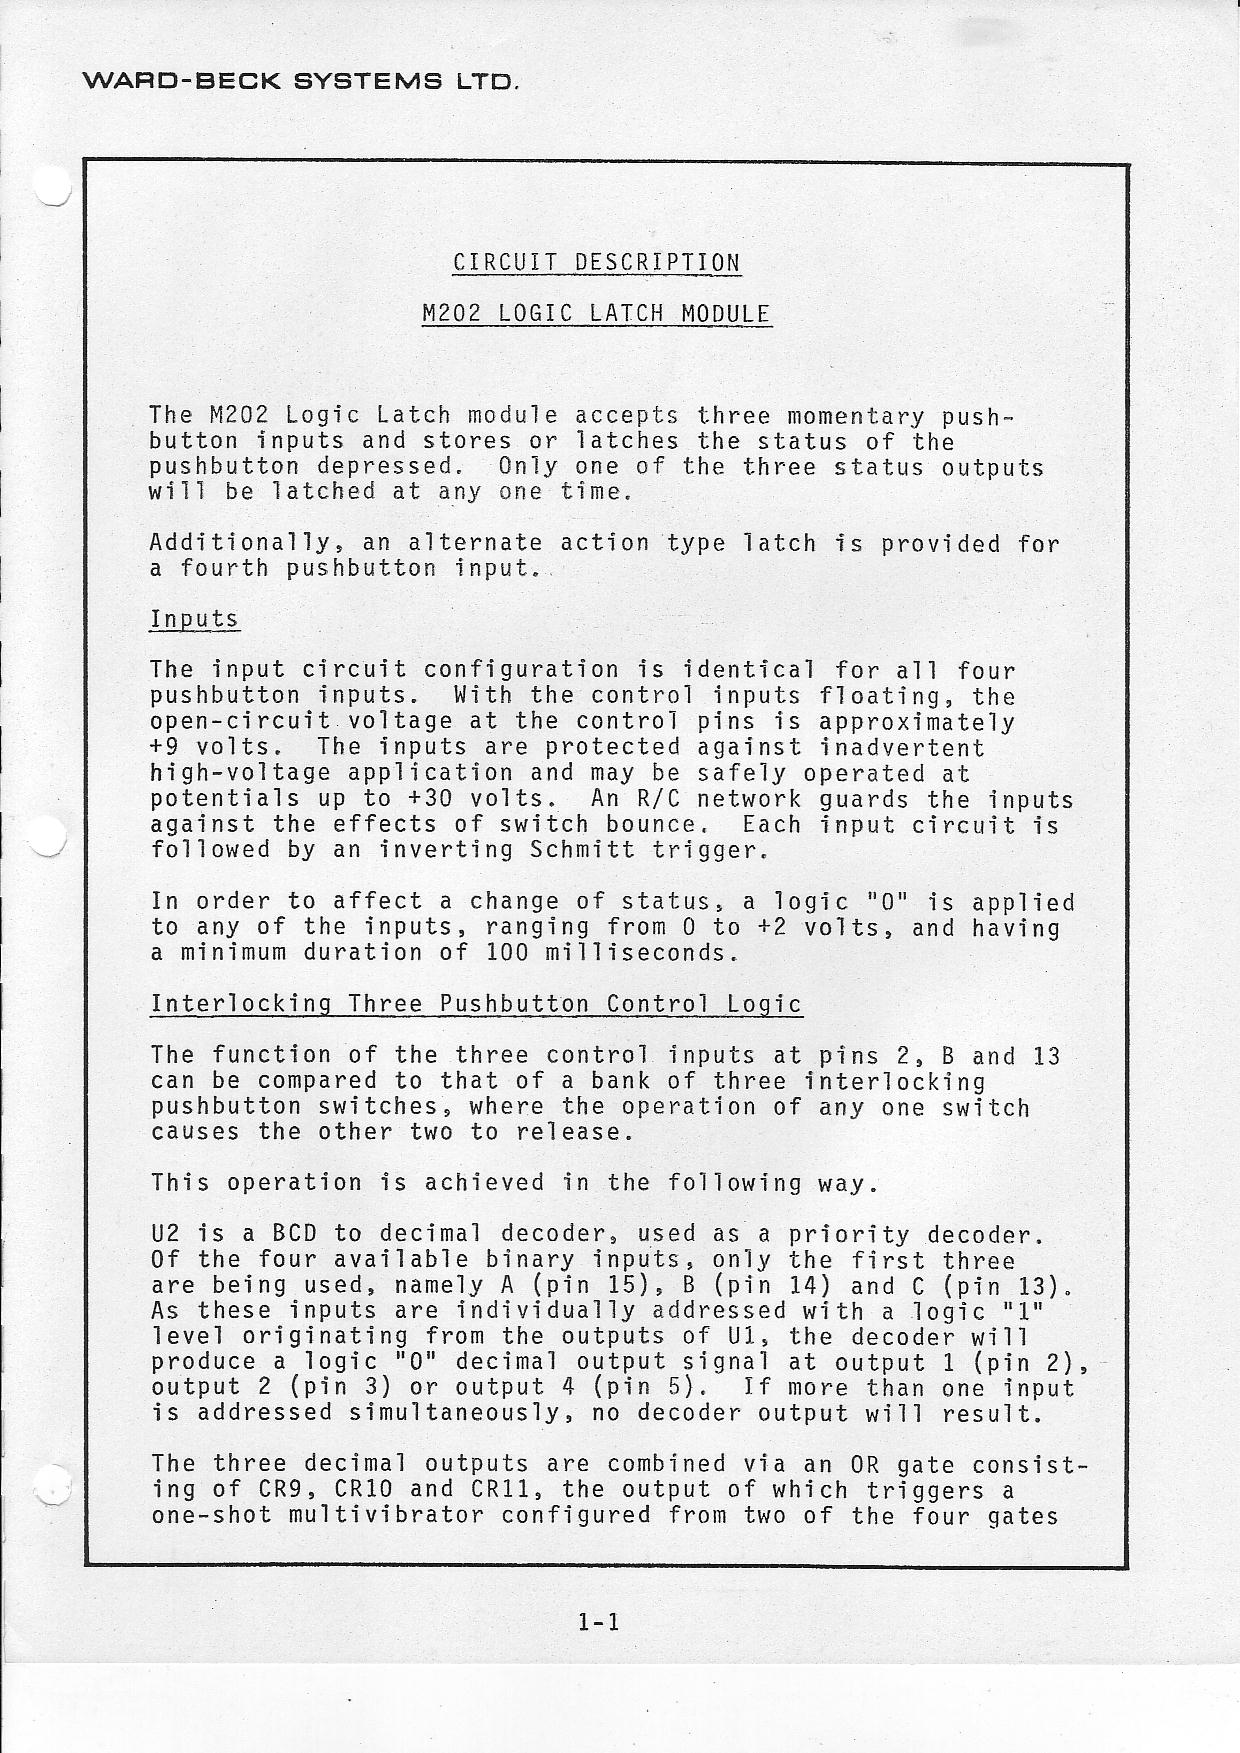 WARD-BECK SYSTEMS LTD.
CIRCUIT DESCRIPTION
M202 LOGIC LATCH MODULE
The M202 Logic Latch module accepts three momentary push-
button inputs and stores or latches the status of the
pushbutton depressed. Only one of the three status outputs
will be latched at any one time.
Additionally, an alternate action type latch is provided for
a fourth pushbutton input.
Inputs
The input circuit configuration is identical for all four
pushbutton inputs. With the control inputs floating, the
open-circuit voltage at the control pins is approximately
+9 volts. The inputs are protected against inadvertent
high-voltage application and may be safely operated at
potentials up to +30 volts. An R/C network guards the inputs
against the effects of switch bounce. Each input circuit is
followed by an inverting Schmitt trigger.
In order to affect a change of status, a logic "0" is applied
to any of the inputs, ranging from 0 to +2 volts, and having
a minimum duration of 100 milliseconds.
Interlocking Three Pushbutton Control Logic
The function of the three control inputs at pins 2, B and 13
can be compared to that of a bank of three interlocking
pushbutton switches, where the operation of any one switch
causes the other two to release.
This operation is achieved in the following way.
U2 is a BCD to decimal decoder, used as a priority decoder.
Of the four available binary inputs, only the first three
are being used, namely A (pin 15), B (pin 14) and C (pin 13).
As these inputs are individually addressed with a logic "1"
level originating from the outputs of U1, the decoder will
produce a logic "0" decimal output signal at output 1 (pin 2),
output 2 (pin 3) or output 4 (pin 5). If more than one input
is addressed simultaneously, no decoder output will result.
The three decimal outputs are combined via an OR gate consist-
ing of CR9, CR10 and CR11, the output of which triggers a
one-shot multivibrator configured from two of the four gates
1-1